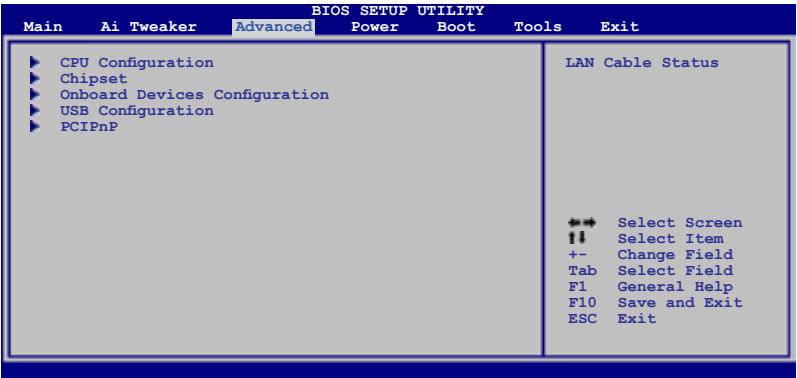 BIOS SETUP UTILITY
Main Ai Tweaker Advanced Power Boot Tools Exit
CPU Configuration
Chipset
Onboard Devices Configuration
USB Configuration
PCIPnP
LAN Cable Status
Select Screen
Select Item
+- Change Field
Tab Select Field
F1 General Help
F10 Save and Exit
ESC Exit